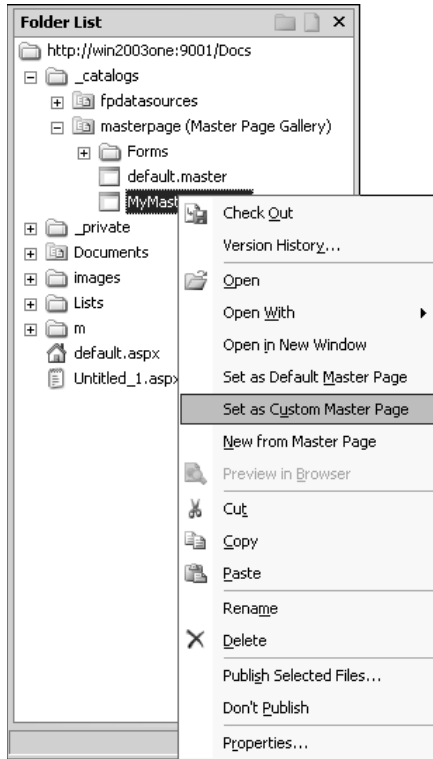 Folder List
http://win2003one:9001/Docs
_catalogs
fpdatasources
masterpage (Master Page Gallery)
Forms
default.master
MyMast
_private
Documents
images
Lists
m
default.aspx
Untitled_1.aspx
Check Out
Version History...
Open
Open With
Open in New Window
Set as Default Master Page
Set as Custom Master Page
New from Master Page
Preview in Browser
Cut
Copy
Paste
Rename
Delete
Publish Selected Files...
Don't Publish
Properties...